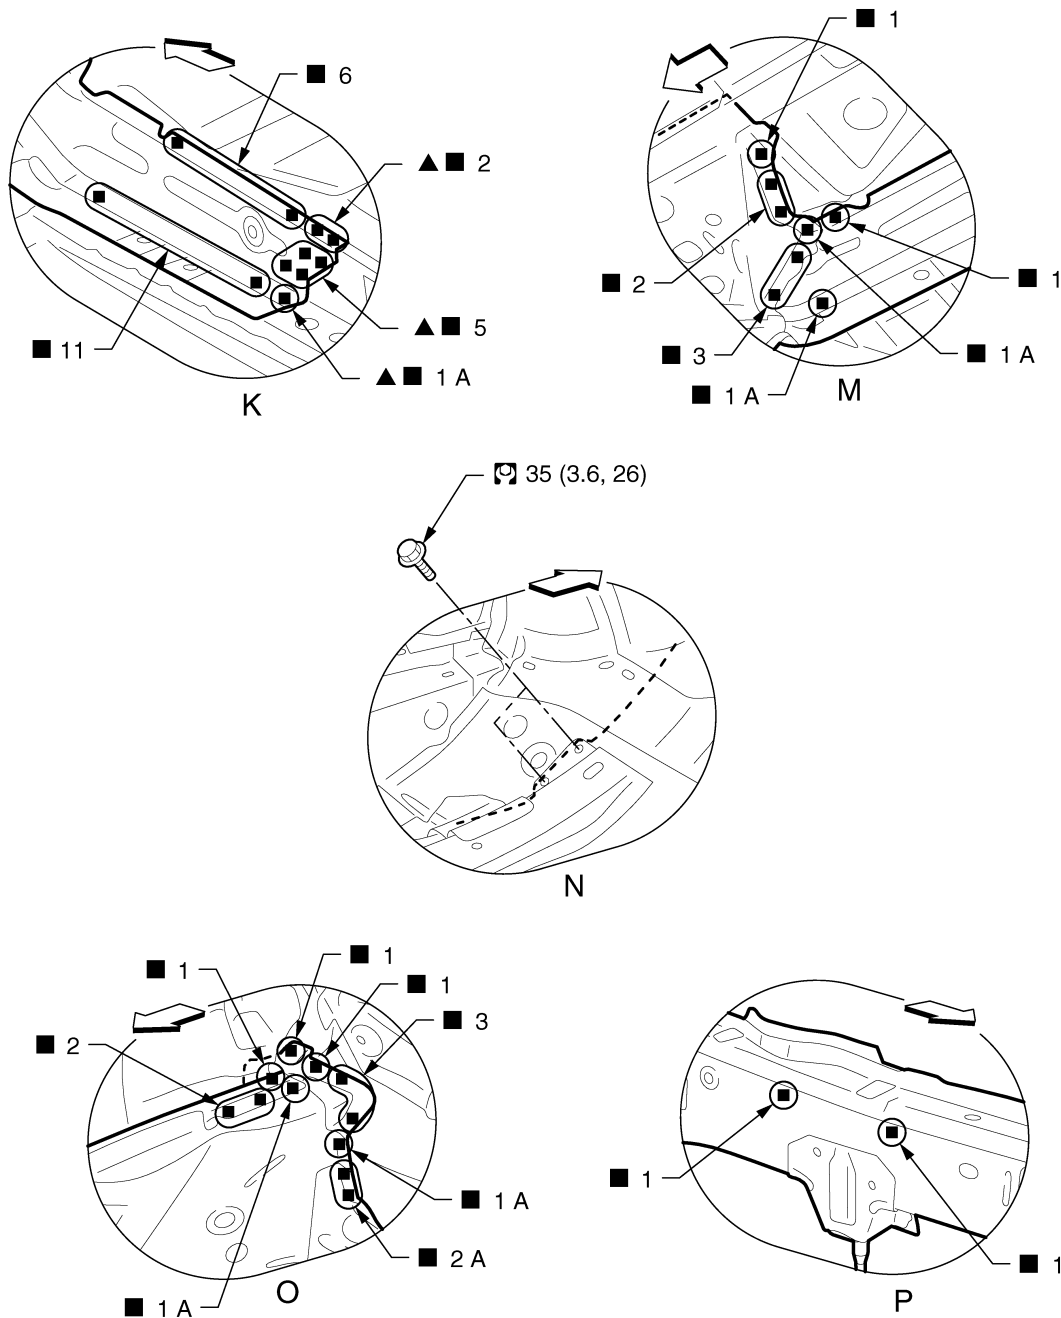 ■ 1
■ 6
▲■ 2
■ 2
■ 1
▲■ 5
■ 11
■ 3
■ 1 A
▲■ 1 A
■ 1 A
K
M
35 (3.6, 26)
N
■ 1
■ 1
■ 1
■ 3
■ 2
■ 1
■ 1 A
■ 2 A
■ 1
O
■ 1 A
P